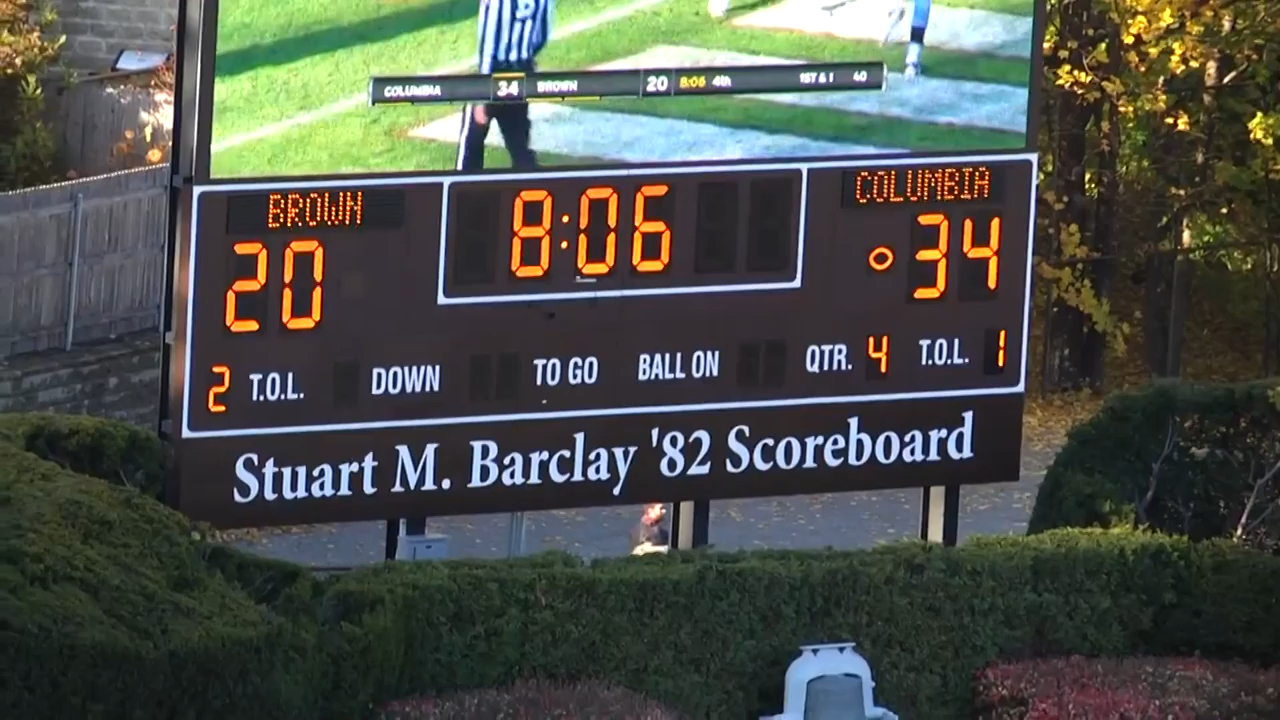 COLUMBIA 34 BROWN 20 8:06 4th 1ST & 1 40
BROWN 8:06 COLUMBIA
20 34
2 T.O.L. DOWN TO GO BALL ON QTR. 4 T.O.L. 1
Stuart M. Barclay '82 Scoreboard